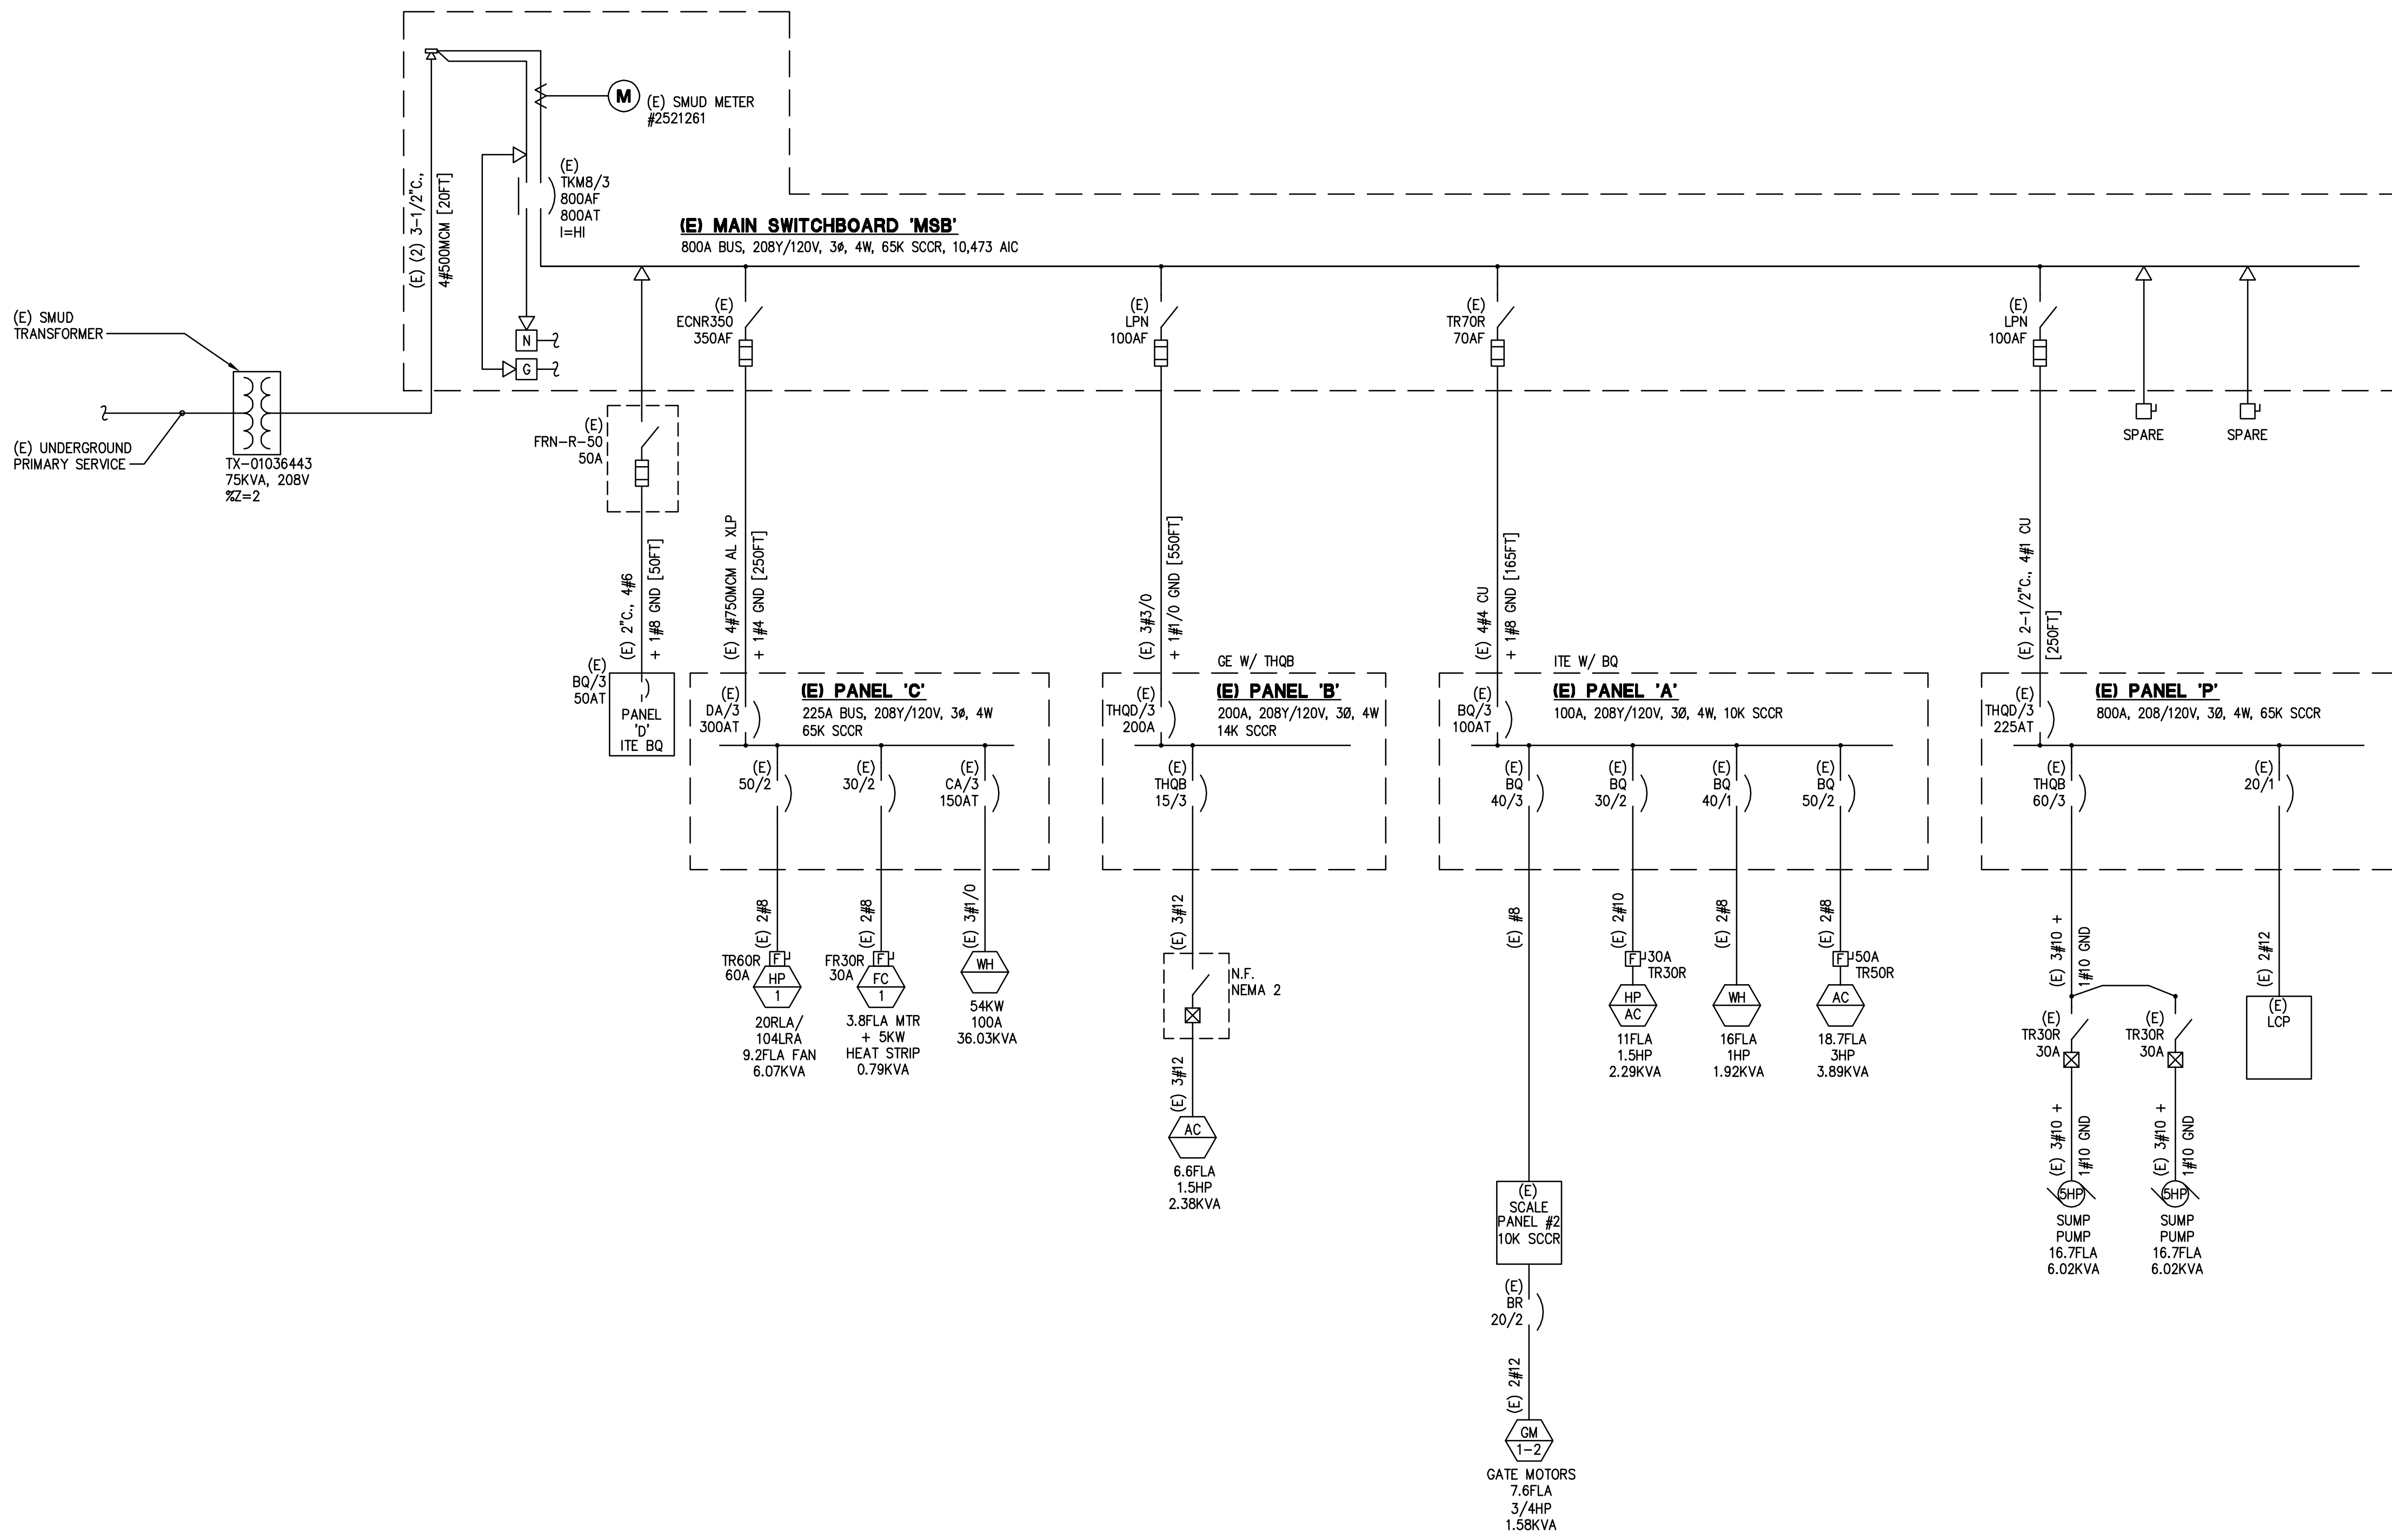 M
(E) SMUD METER
#2521261
(E)
TKM8/3
800AF
800AT
I=HI
(E) (2) 3-1/2"C.,
4#500MCM [20FT]
(E) MAIN SWITCHBOARD 'MSB'
800A BUS, 208Y/120V, 3ø, 4W, 65K SCCR, 10,473 AIC
N
G
(E) SMUD
TRANSFORMER
(E) UNDERGROUND
PRIMARY SERVICE
TX-01036443
75KVA, 208V
%Z=2
(E)
FRN-R-50
50A
(E)
ECNR350
350AF
(E)
LPN
100AF
(E)
TR70R
70AF
(E)
LPN
100AF
SPARE
SPARE
(E) 2"C., 4#6
+ 1#8 GND [50FT]
(E) 4#750MCM AL XLP
+ 1#4 GND [250FT]
(E) 3#3/0
+ 1#1/0 GND [550FT]
(E) 4#4 CU
+ 1#8 GND [165FT]
(E) 2-1/2"C., 4#1 CU
[250FT]
(E)
BQ/3
50AT
PANEL
'D'
ITE BQ
(E)
DA/3
300AT
(E) PANEL 'C'
225A BUS, 208Y/120V, 3ø, 4W
65K SCCR
(E)
50/2
(E)
30/2
(E)
CA/3
150AT
GE W/ THQB
(E)
THQD/3
200A
(E) PANEL 'B'
200A, 208Y/120V, 3Ø, 4W
14K SCCR
(E)
THQB
15/3
ITE W/ BQ
(E)
BQ/3
100AT
(E) PANEL 'A'
100A, 208Y/120V, 3Ø, 4W, 10K SCCR
(E)
BQ
40/3
(E)
BQ
30/2
(E)
BQ
40/1
(E)
BQ
50/2
(E)
THQD/3
225AT
(E) PANEL 'P'
800A, 208/120V, 3Ø, 4W, 65K SCCR
(E)
THQB
60/3
(E)
20/1
(E) 2#8
TR60R
60A
F
HP
1
20RLA/
104LRA
9.2FLA FAN
6.07KVA
(E) 2#8
FR30R
30A
F
FC
1
3.8FLA MTR
+ 5KW
HEAT STRIP
0.79KVA
(E) 3#1/0
WH
54KW
100A
36.03KVA
(E) 3#12
N.F.
NEMA 2
(E) 3#12
AC
6.6FLA
1.5HP
2.38KVA
(E) #8
(E)
SCALE
PANEL #2
10K SCCR
(E)
BR
20/2
(E) 2#12
GM
1-2
GATE MOTORS
7.6FLA
3/4HP
1.58KVA
(E) 2#10
F
30A
TR30R
HP
AC
11FLA
1.5HP
2.29KVA
(E) 2#8
WH
16FLA
1HP
1.92KVA
(E) 2#8
F
50A
TR50R
AC
18.7FLA
3HP
3.89KVA
(E) 3#10 +
1#10 GND
(E)
TR30R
30A
(E) 3#10 +
1#10 GND
5HP
SUMP
PUMP
16.7FLA
6.02KVA
(E)
TR30R
30A
(E) 3#10 +
1#10 GND
5HP
SUMP
PUMP
16.7FLA
6.02KVA
(E) 2#12
(E)
LCP